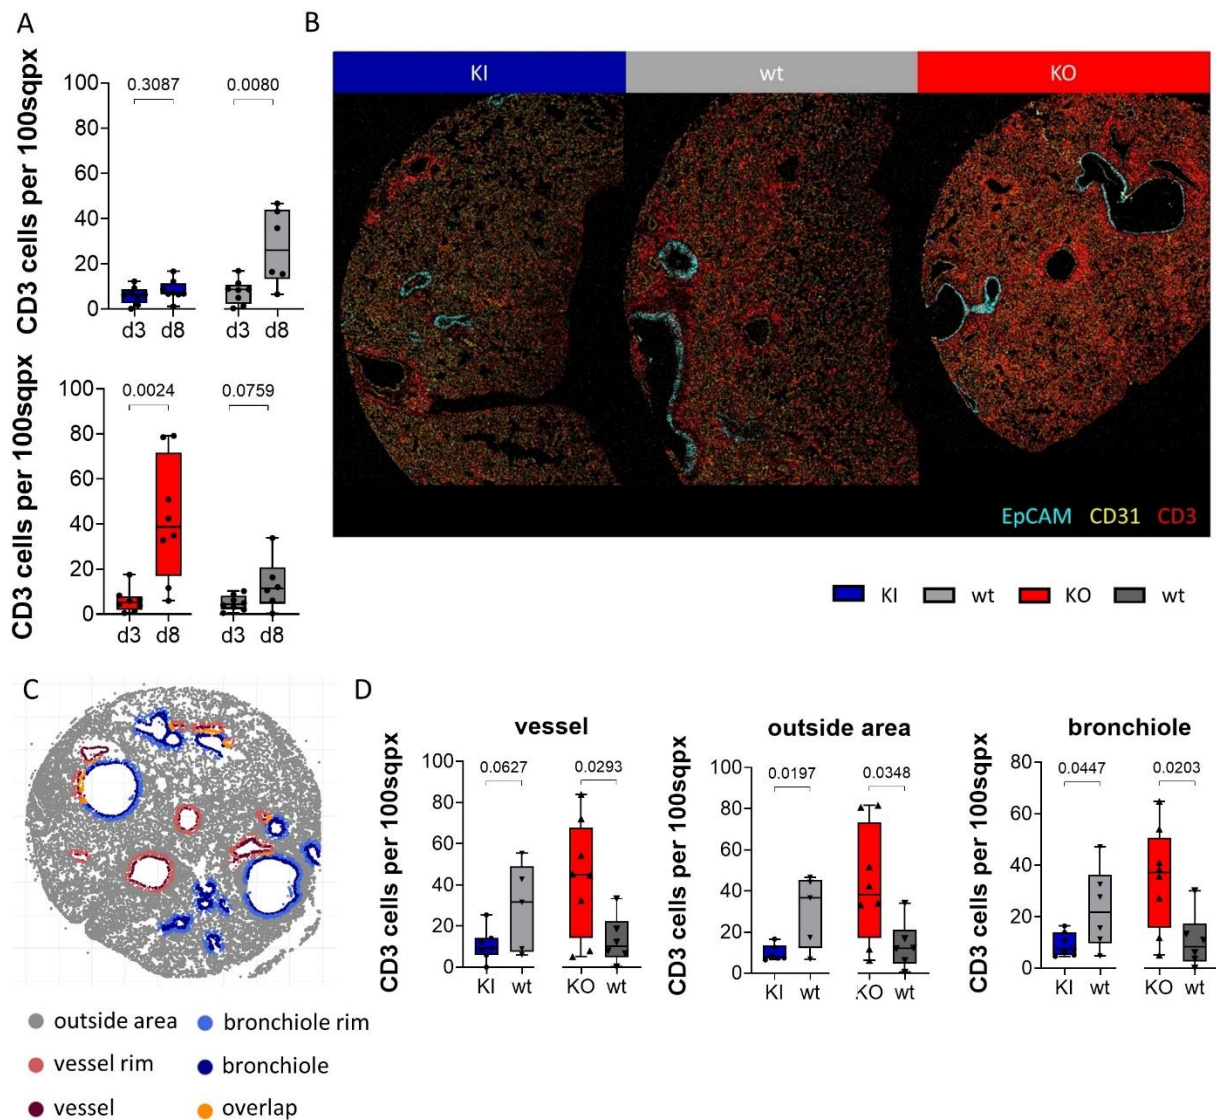 A
B
CD3 cells per 100sqpx
100
80
60
40
20
0
0.3087
0.0080
d3
d8
d3
d8
CD3 cells per 100sqpx
100
80
60
40
20
0
0.0024
0.0759
d3
d8
d3
d8
KI
wt
KO
EpCAM CD31 CD3
KI
wt
KO
wt
C
outside area
bronchiole rim
vessel rim
bronchiole
vessel
overlap
D
vessel
CD3 cells per 100sqpx
100
80
60
40
20
0
0.0627
0.0293
KI
wt
KO
wt
outside area
CD3 cells per 100sqpx
100
80
60
40
20
0
0.0197
0.0348
KI
wt
KO
wt
bronchiole
CD3 cells per 100sqpx
80
60
40
20
0
0.0447
0.0203
KI
wt
KO
wt